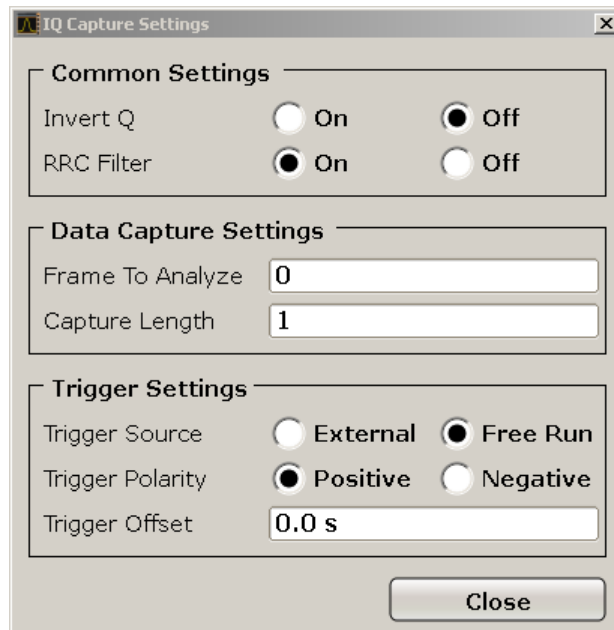 IQ Capture Settings
Common Settings
Invert Q On Off
RRC Filter On Off
Data Capture Settings
Frame To Analyze 0
Capture Length 1
Trigger Settings
Trigger Source External Free Run
Trigger Polarity Positive Negative
Trigger Offset 0.0 s
Close